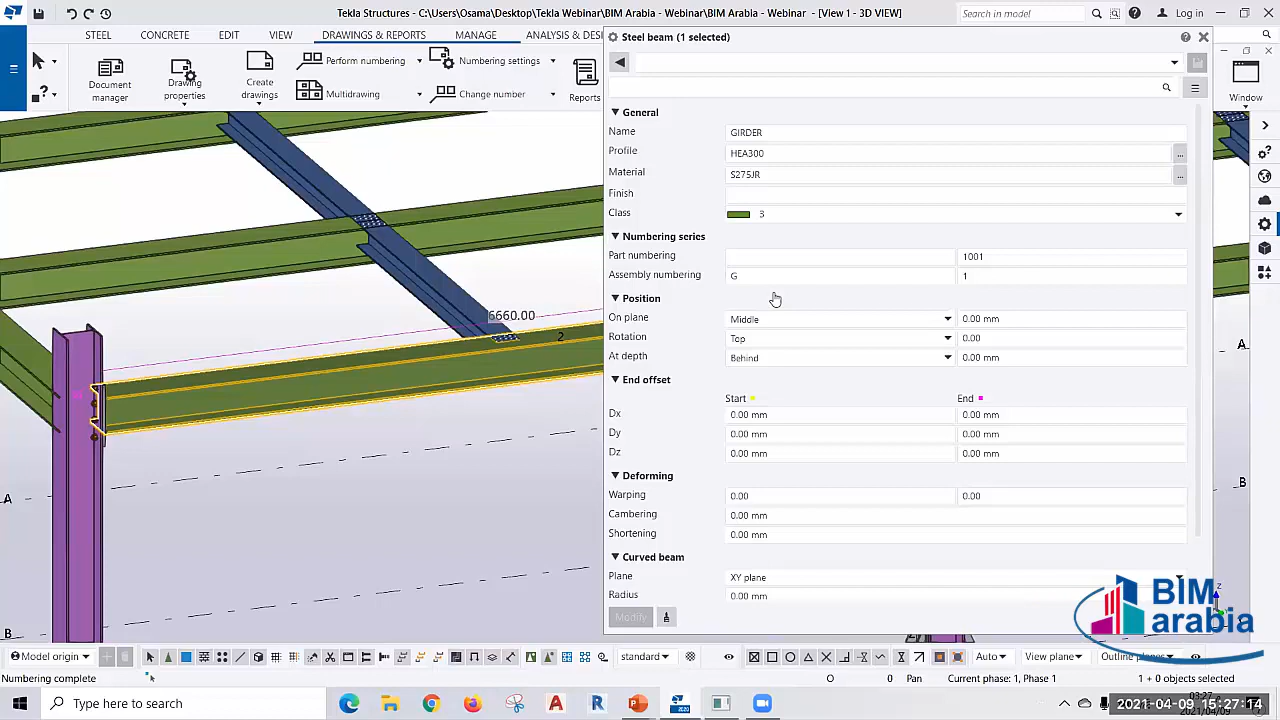 Tekla Structures - C:\Users\Osama\Desktop\Tekla Webinar\BIM Arabia - Webinar\BIM Arabia - Webinar - [View 1 - 3D
Search in model
Log in
STEEL CONCRETE EDIT VIEW DRAWINGS & REPORTS MANAGE
Document manager
Drawing properties
Create drawings
Perform numbering
Multidrawing
Numbering settings
Change number
Reports
Window
Steel beam (1 selected)
General
Name GIRDER
Profile HEA300 ...
Material S275JR ...
Finish
Class 3
Numbering series
Part numbering 1001
Assembly numbering G 1
Position
On plane Middle 0.00 mm
Rotation Top 0.00
At depth Behind 0.00 mm
End offset
Start End
Dx 0.00 mm 0.00 mm
Dy 0.00 mm 0.00 mm
Dz 0.00 mm 0.00 mm
Deforming
Warping 0.00 0.00
Cambering 0.00 mm
Shortening 0.00 mm
Curved beam
Plane XY plane
Radius 0.00 mm
Modify
6660.00
2
A
B
A
B
BIM
arabia
Model origin
standard
Auto
View plane
Outline planes
Numbering complete
O 0 Pan Current phase: 1, Phase 1 1 + 0 objects selected
Type here to search
2021-04-09 15:27:14